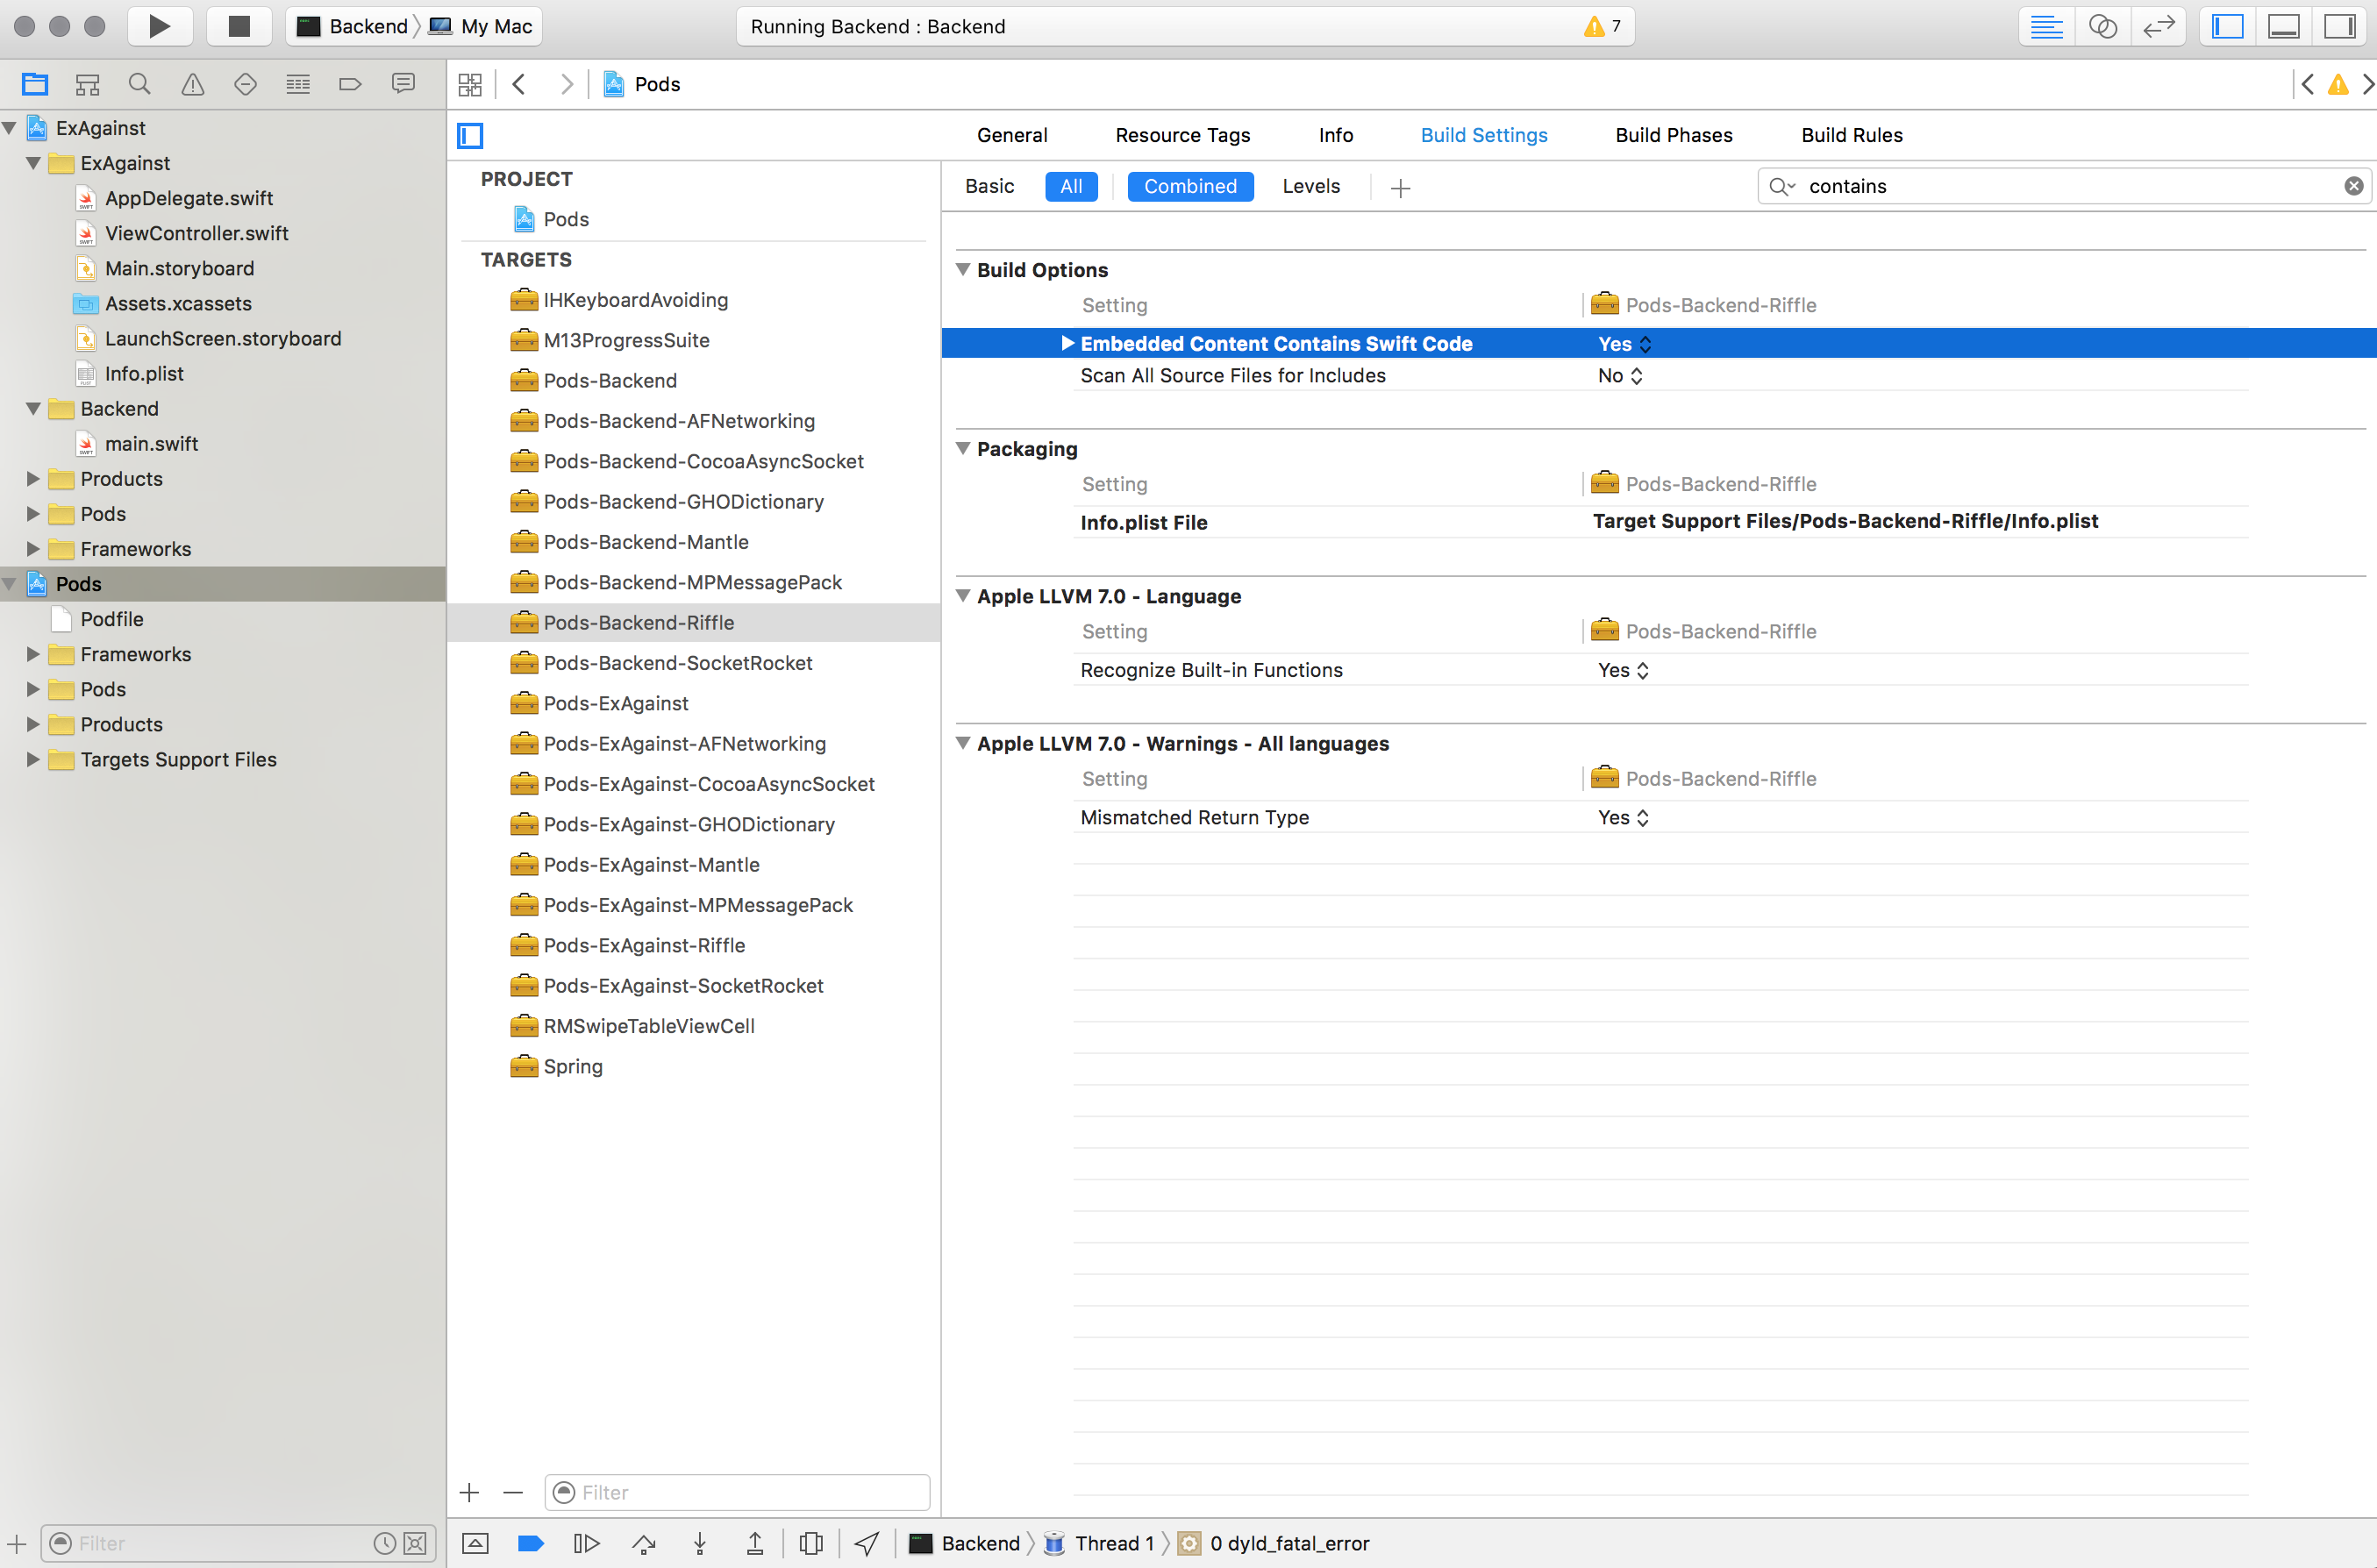 Backend My Mac
Running Backend : Backend
7
Pods
ExAgainst
ExAgainst
AppDelegate.swift
ViewController.swift
Main.storyboard
Assets.xcassets
LaunchScreen.storyboard
Info.plist
Backend
main.swift
Products
Pods
Frameworks
Pods
Podfile
Frameworks
Pods
Products
Targets Support Files
Filter
General Resource Tags Info Build Settings Build Phases Build Rules
PROJECT
Pods
TARGETS
IHKeyboardAvoiding
M13ProgressSuite
Pods-Backend
Pods-Backend-AFNetworking
Pods-Backend-CocoaAsyncSocket
Pods-Backend-GHODictionary
Pods-Backend-Mantle
Pods-Backend-MPMessagePack
Pods-Backend-Riffle
Pods-Backend-SocketRocket
Pods-ExAgainst
Pods-ExAgainst-AFNetworking
Pods-ExAgainst-CocoaAsyncSocket
Pods-ExAgainst-GHODictionary
Pods-ExAgainst-Mantle
Pods-ExAgainst-MPMessagePack
Pods-ExAgainst-Riffle
Pods-ExAgainst-SocketRocket
RMSwipeTableViewCell
Spring
Filter
Basic All Combined Levels contains
Build Options
Setting Pods-Backend-Riffle
Embedded Content Contains Swift Code Yes
Scan All Source Files for Includes No
Packaging
Setting Pods-Backend-Riffle
Info.plist File Target Support Files/Pods-Backend-Riffle/Info.plist
Apple LLVM 7.0 - Language
Setting Pods-Backend-Riffle
Recognize Built-in Functions Yes
Apple LLVM 7.0 - Warnings - All languages
Setting Pods-Backend-Riffle
Mismatched Return Type Yes
Backend Thread 1 0 dyld_fatal_error